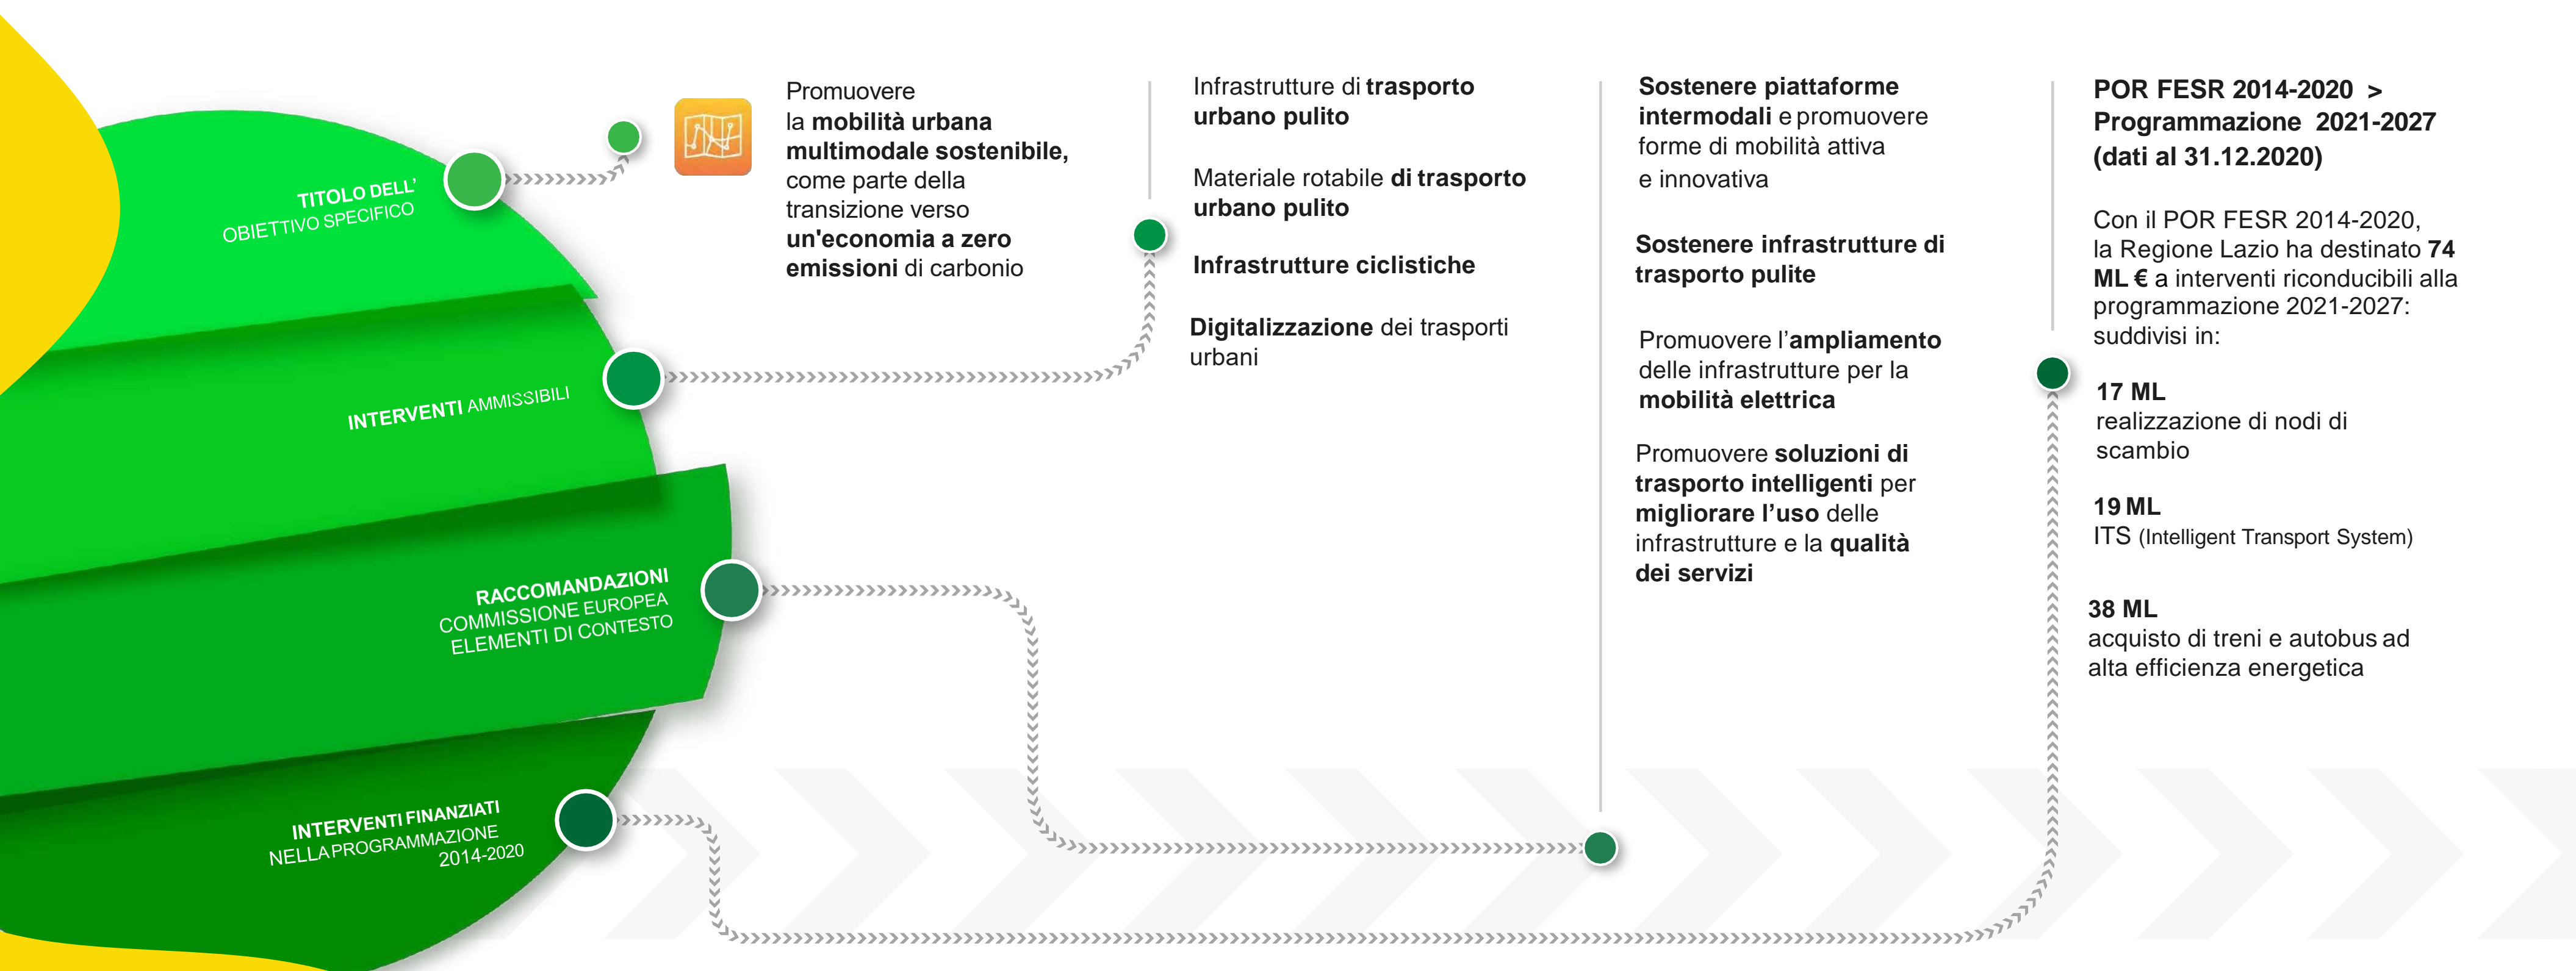 TITOLO DELL'
OBIETTIVO SPECIFICO
INTERVENTI AMMISSIBILI
RACCOMANDAZIONI
COMMISSIONE EUROPEA
ELEMENTI DI CONTESTO
INTERVENTI FINANZIATI
NELLA PROGRAMMAZIONE
2014-2020
Promuovere
la mobilità urbana
multimodale sostenibile,
come parte della
transizione verso
un'economia a zero
emissioni di carbonio
Infrastrutture di trasporto
urbano pulito
Materiale rotabile di trasporto
urbano pulito
Infrastrutture ciclistiche
Digitalizzazione dei trasporti
urbani
Sostenere piattaforme
intermodali e promuovere
forme di mobilità attiva
e innovativa
Sostenere infrastrutture di
trasporto pulite
Promuovere l’ampliamento
delle infrastrutture per la
mobilità elettrica
Promuovere soluzioni di
trasporto intelligenti per
migliorare l’uso delle
infrastrutture e la qualità
dei servizi
POR FESR 2014-2020 >
Programmazione 2021-2027
(dati al 31.12.2020)
Con il POR FESR 2014-2020,
la Regione Lazio ha destinato 74
ML € a interventi riconducibili alla
programmazione 2021-2027:
suddivisi in:
17 ML
realizzazione di nodi di
scambio
19 ML
ITS (Intelligent Transport System)
38 ML
acquisto di treni e autobus ad
alta efficienza energetica